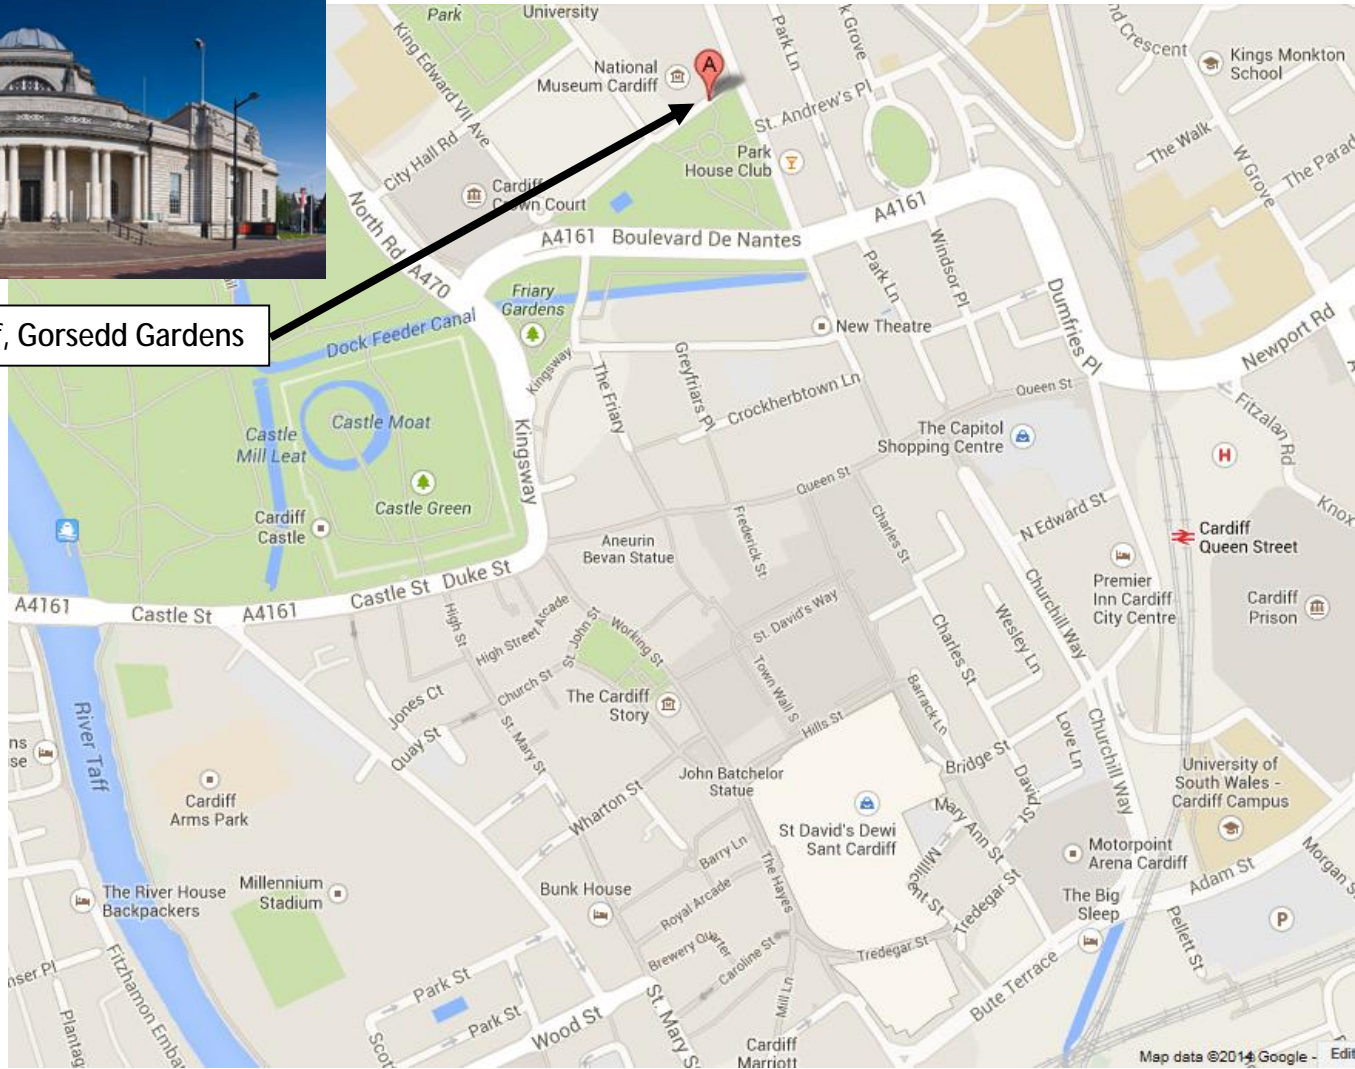 Park
University
King Edward VII Ave
National
Museum Cardiff
A
Park Ln
k Grove
nd Crescent
Kings Monkton
School
St. Andrew's Pl
The Walk
W Grove
The Parad
City Hall Rd
Cardiff
Crown Court
Park
House Club
North Rd
A470
A4161
Boulevard De Nantes
A4161
Windsor Pl
Park Ln
Dumfries Pl
Newport Rd
, Gorsedd Gardens
Friary
Gardens
Dock Feeder Canal
New Theatre
Kingsway
The Friary
Greyfriars Pl
Crockherbtown Ln
Queen St
Fitzalan Rd
Castle Moat
Castle
Mill Leat
Kingsway
The Capitol
Shopping Centre
H
Castle Green
Queen St
Knox
Cardiff
Castle
Aneurin
Bevan Statue
Frederick St
Charles St
N Edward St
Cardiff
Queen Street
Premier
Inn Cardiff
City Centre
Cardiff
Prison
A4161
Castle St
A4161
Castle St
Duke St
High St
High Street Arcade
St. John St
Working St
St. David's Way
Charles St
Wesley Ln
Churchill Way
Church St
The Cardiff
Story
Town Wall S
Jones Ct
Quay St
St. Mary St
Hills St
Barrack Ln
River Taff
ns
se
Cardiff
Arms Park
Wharton St
John Batchelor
Statue
Bridge St
Love Ln
Churchill Way
David St
University of
South Wales -
Cardiff Campus
St David's Dewi
Sant Cardiff
Mary Ann St
Millicent St
Motorpoint
Arena Cardiff
Morgan S
Barry Ln
The Hayes
The River House
Backpackers
Millennium
Stadium
Bunk House
Royal Arcade
Tredegar St
The Big
Sleep
Adam St
P
Brewery Quarter
Caroline St
Tredegar St
Pellett St
nser Pl
Fitzhamon Emba
Plantag
Park St
Park St
Scot
Wood St
St. Mary S
Mill Ln
Bute Terrace
Cardiff
Marriott
Map data ©2014 Google - Edit